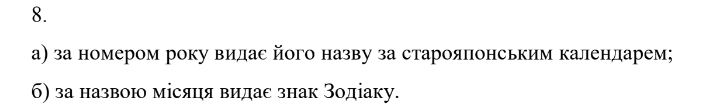 8.
а) за номером року видає його назву за старояпонським календарем;
б) за назвою місяця видає знак Зодіаку.